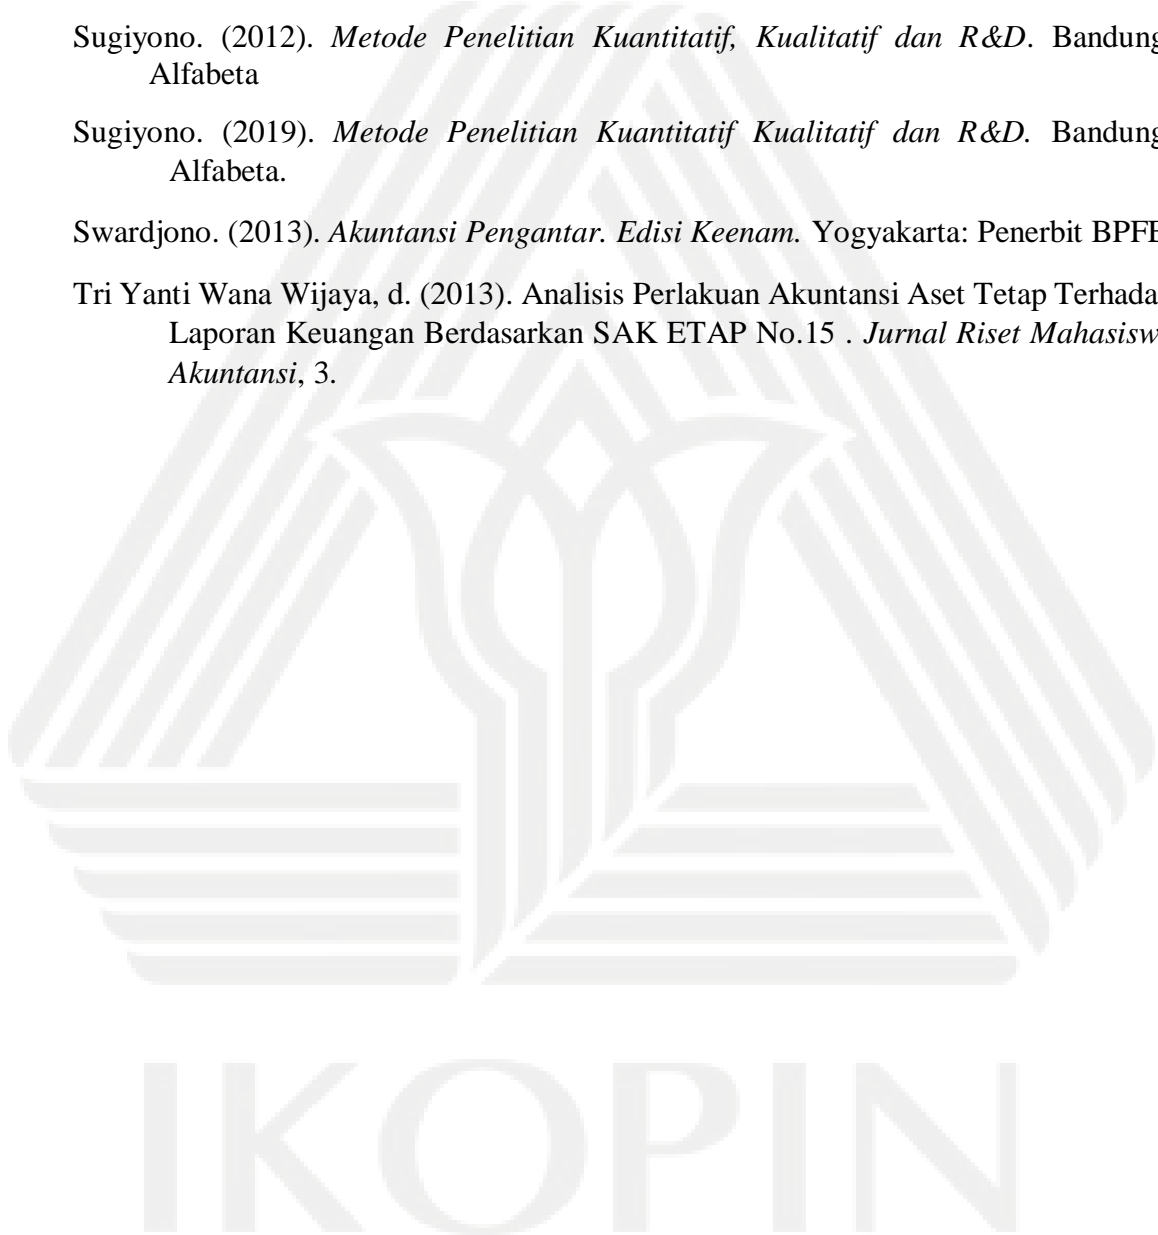 Sugiyono. (2012). Metode Penelitian Kuantitatif, Kualitatif dan R&D. Bandung
Alfabeta
Sugiyono. (2019). Metode Penelitian Kuantitatif Kualitatif dan R&D. Bandung
Alfabeta.
Swardjono. (2013). Akuntansi Pengantar. Edisi Keenam. Yogyakarta: Penerbit BPFE
Tri Yanti Wana Wijaya, d. (2013). Analisis Perlakuan Akuntansi Aset Tetap Terhada
Laporan Keuangan Berdasarkan SAK ETAP No.15 . Jurnal Riset Mahasisw
Akuntansi, 3.
IKOPIN